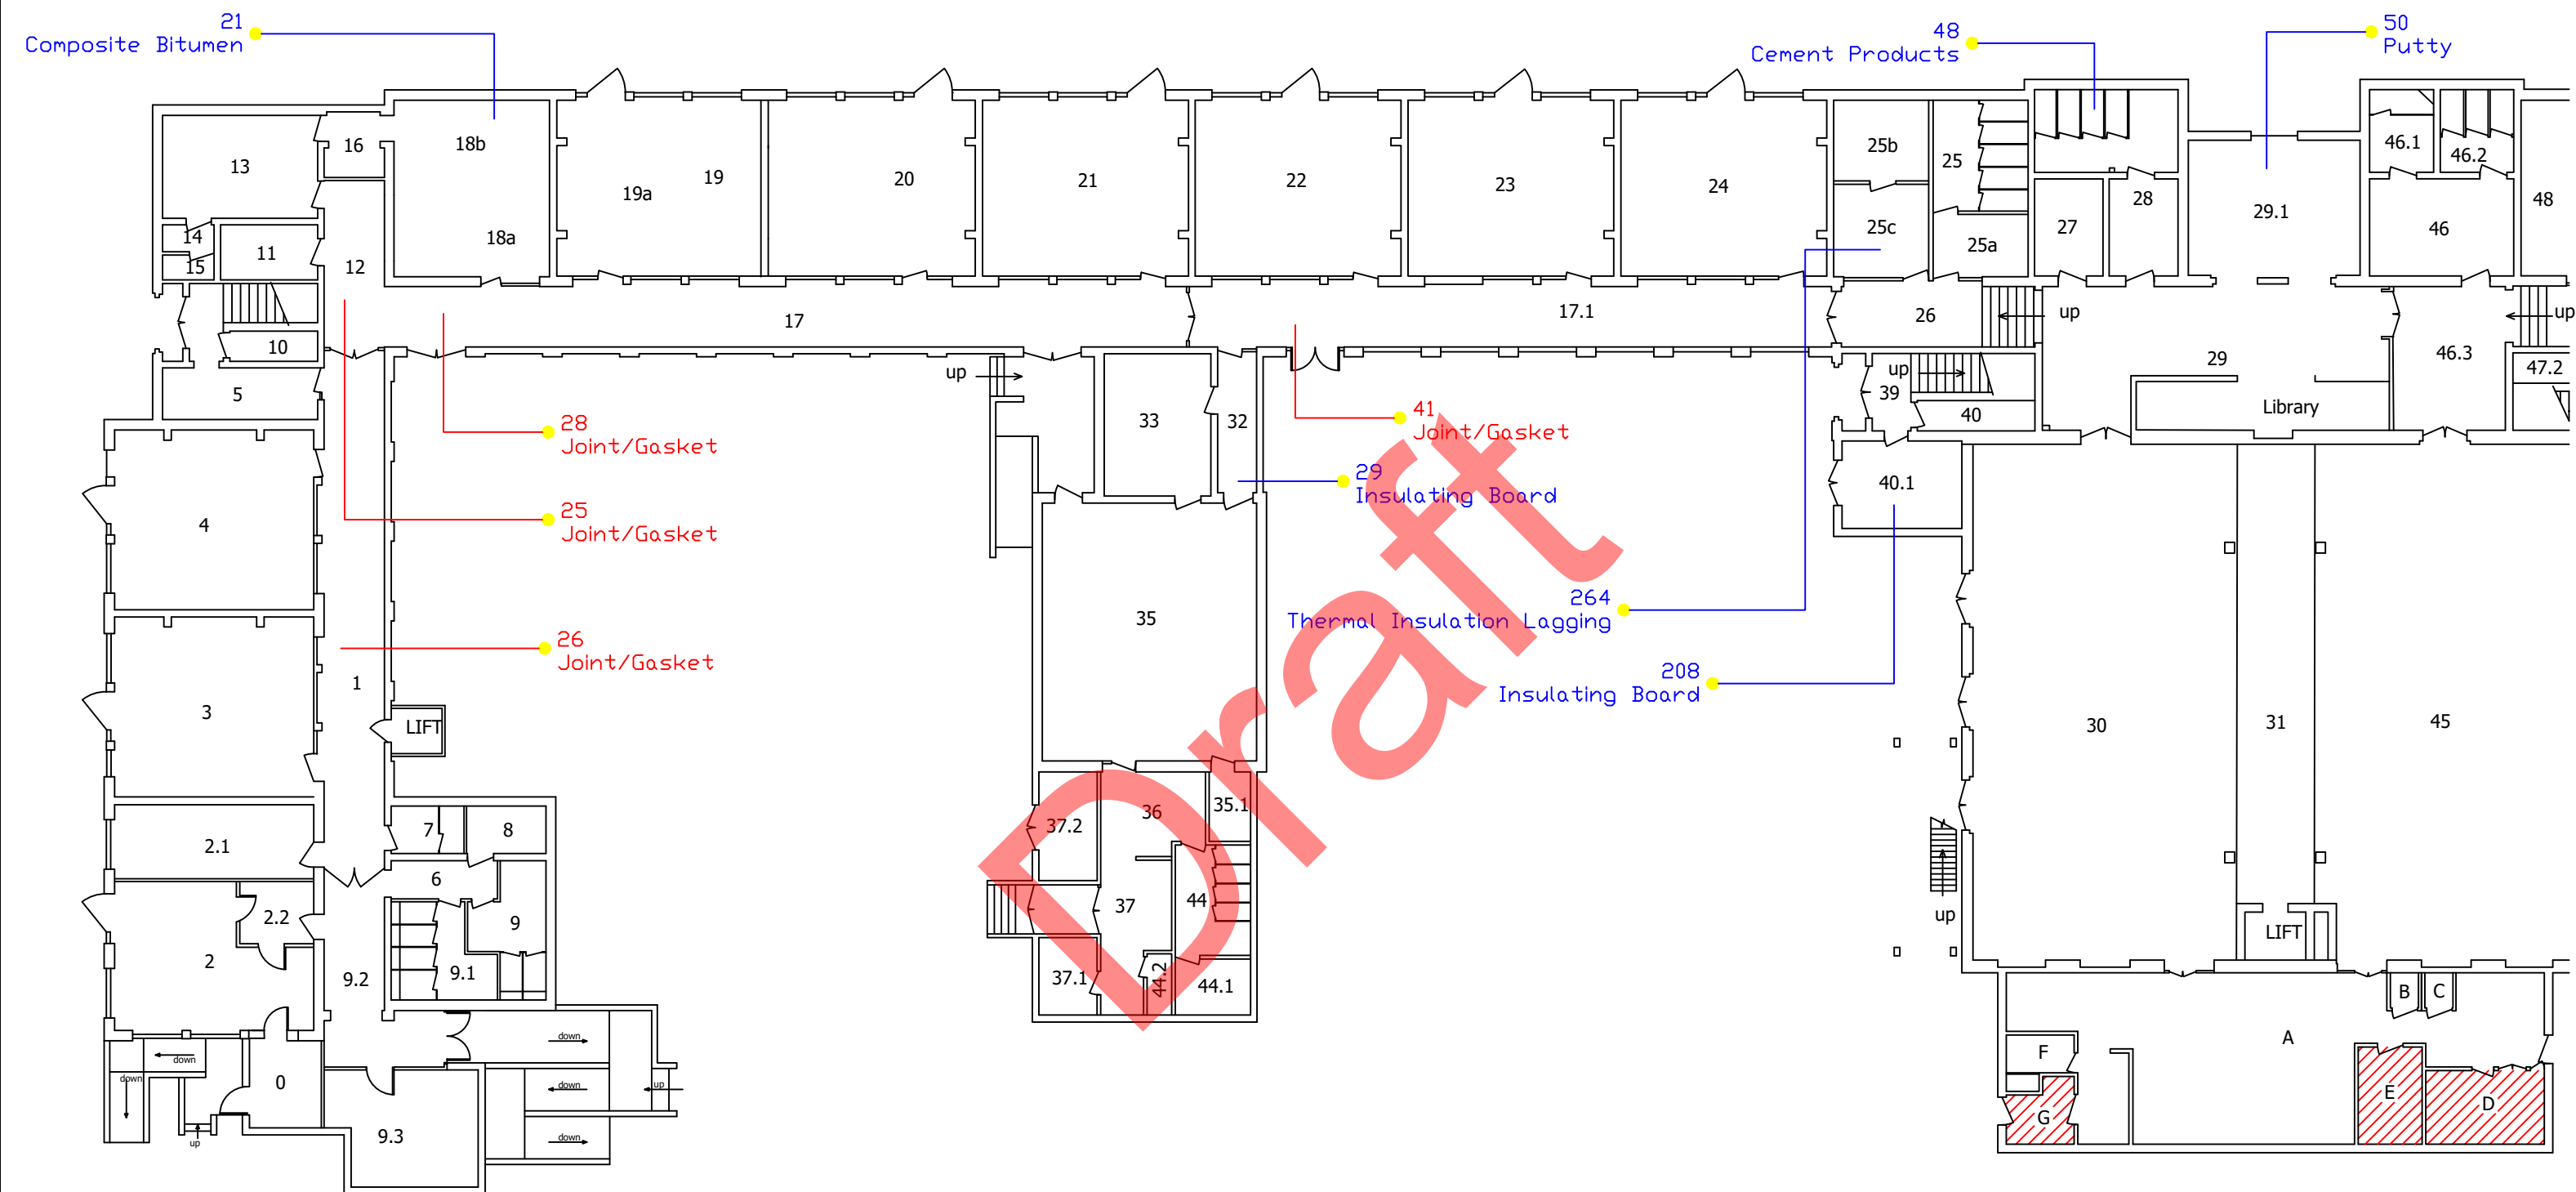 21
Composite Bitumen
48
Cement Products
50
Putty
13
16
18b
19a
19
20
21
22
23
24
25b
25
46.1
46.2
14
11
15
12
18a
25c
25a
27
28
29.1
46
48
10
17
17.1
26
up
up
5
up
33
32
up
39
40
29
Library
46.3
47.2
28
Joint/Gasket
41
Joint/Gasket
29
Insulating Board
40.1
4
25
Joint/Gasket
26
Joint/Gasket
35
264
Thermal Insulation Lagging
208
Insulating Board
3
1
LIFT
30
31
45
2.1
7
8
37.2
36
35.1
6
2.2
9
37
44
up
LIFT
2
9.2
9.1
37.1
44.2
44.1
B
C
A
down
down
down
0
down
up
F
E
D
G
up
9.3
down
Draft